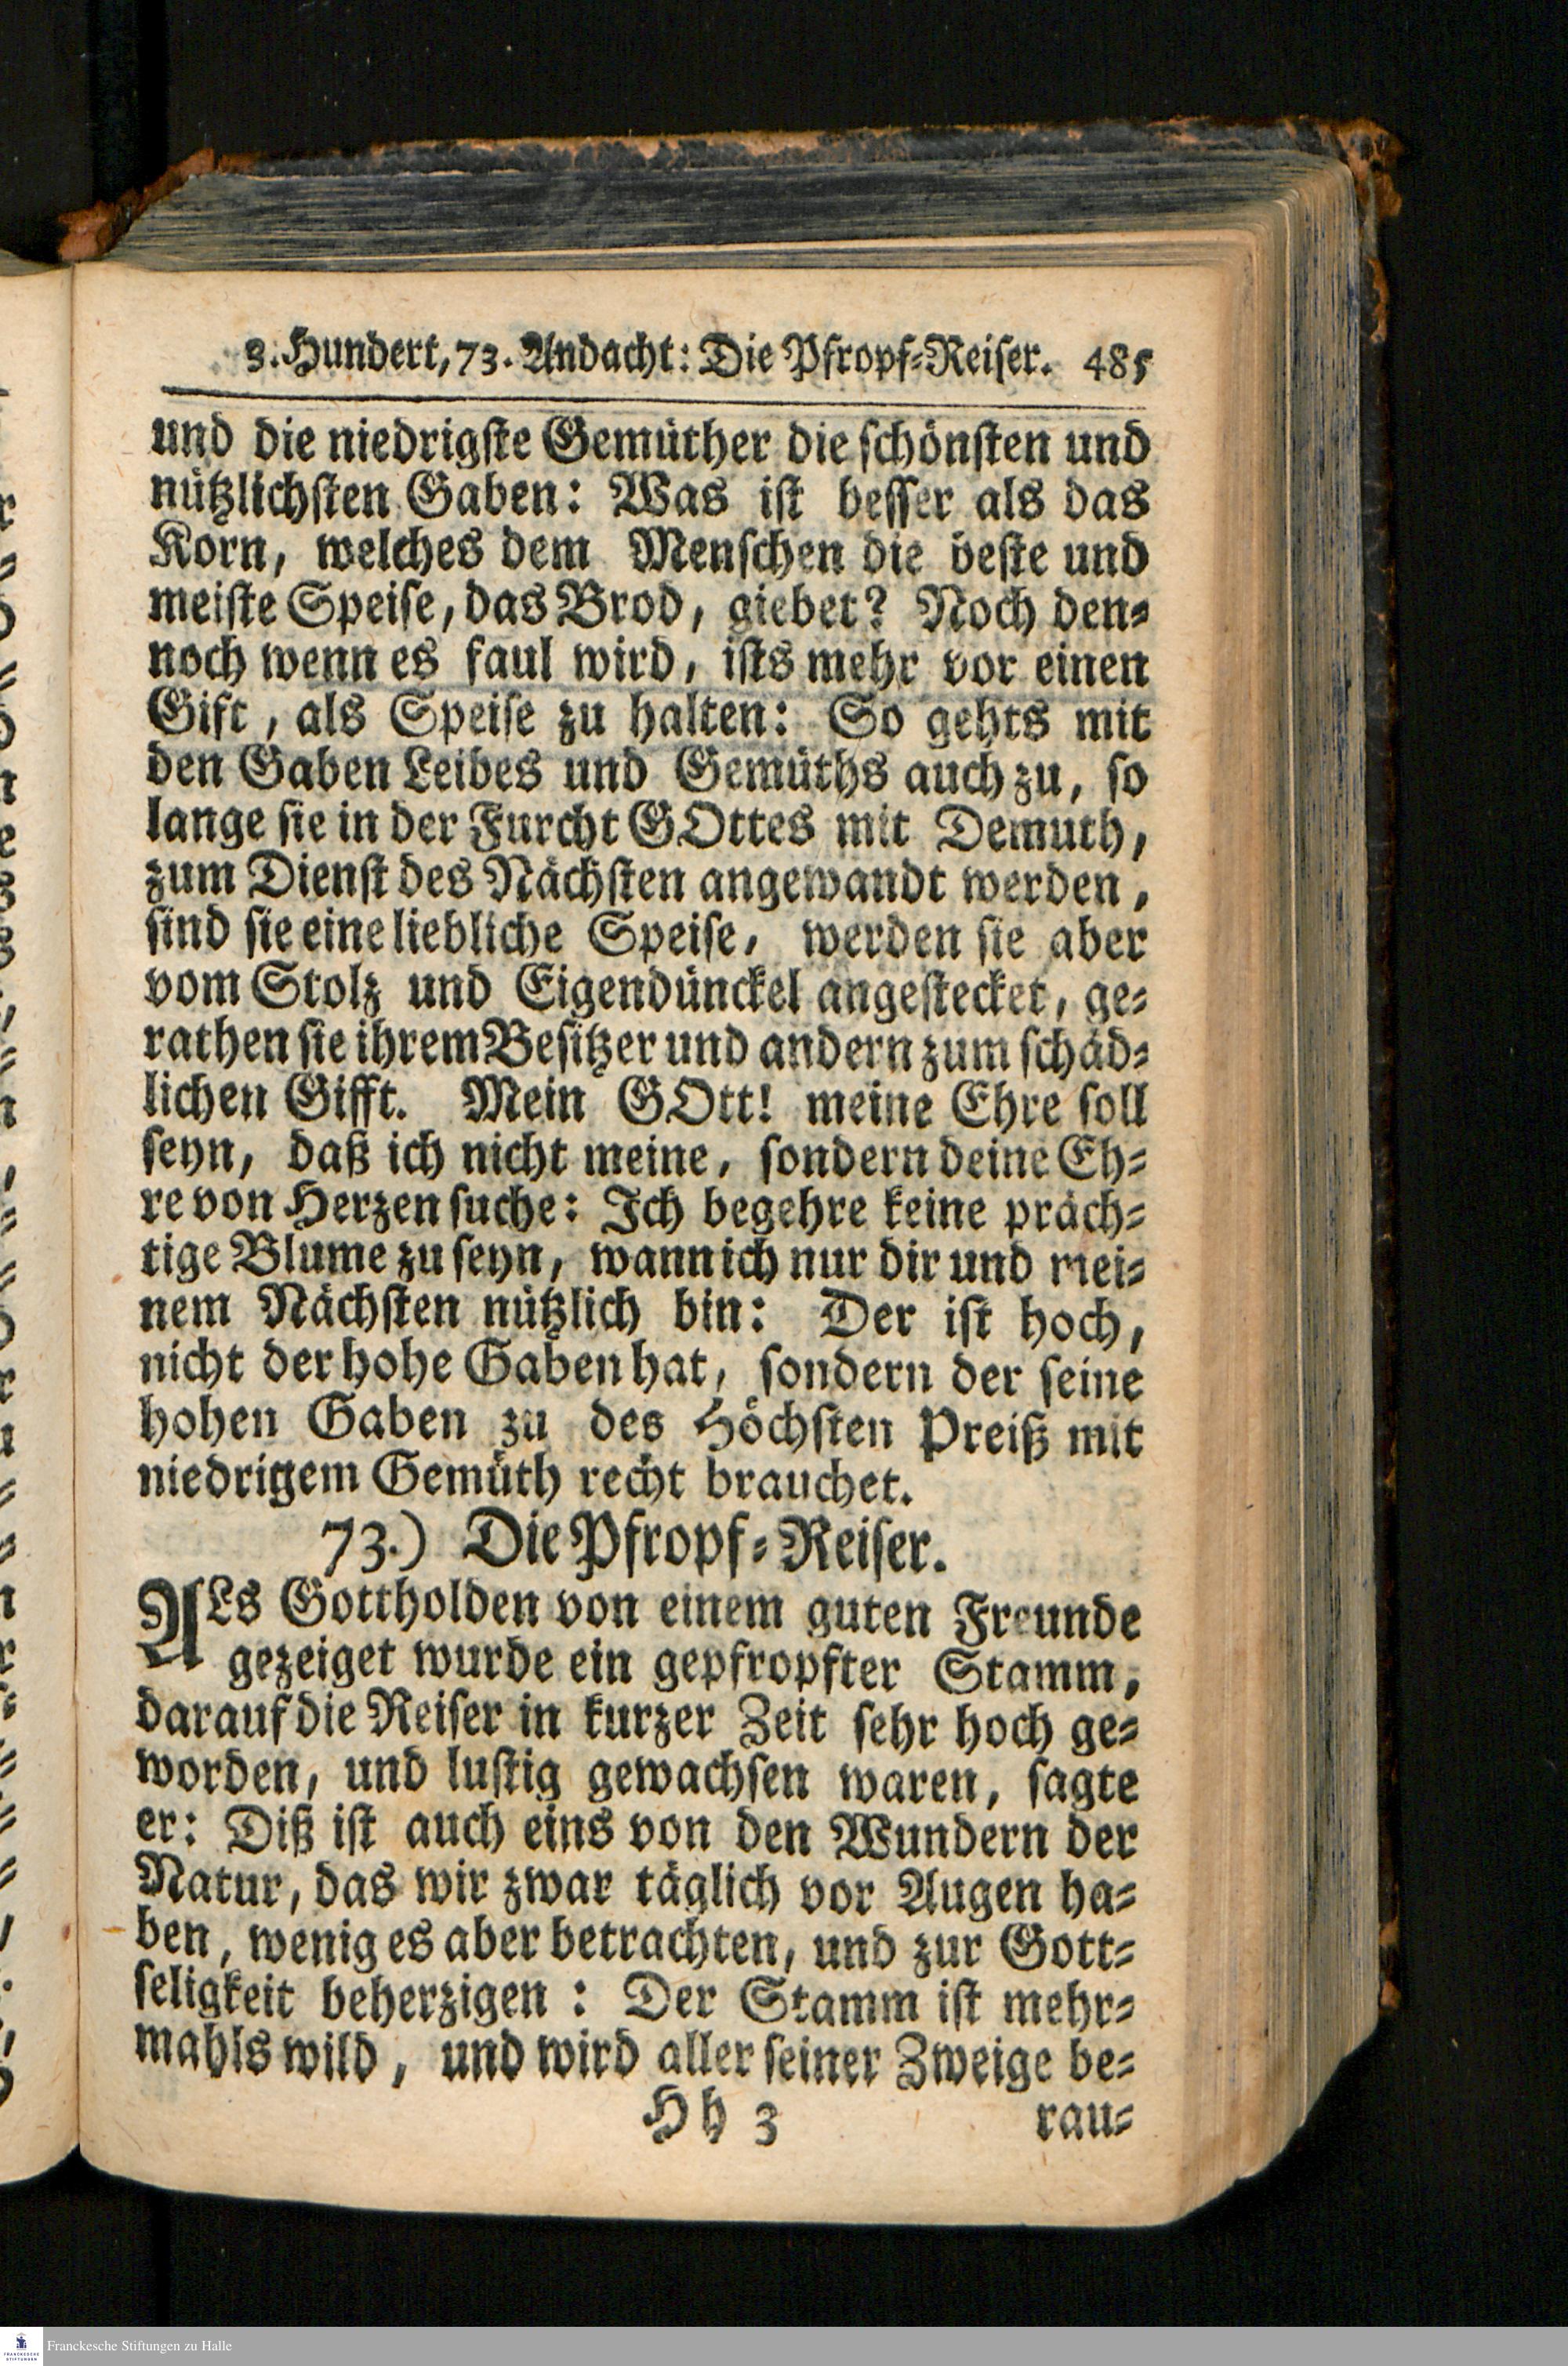 3. Hundert, 73. Andacht: Die Pfropf-Reiser. 485
und die niedrigste Gemüther die schönsten und
nützlichsten Gaben: Was ist besser als das
Korn, welches dem Menschen die beste und
meiste Speise, das Brod, giebet? Noch den-
noch wenn es faul wird, ists mehr vor einen
Gift, als Speise zu halten: So gehts mit
den Gaben Leibes und Gemüths auch zu, so
lange sie in der Furcht GOttes mit Demuth,
zum Dienst des Nächsten angewandt werden,
sind sie eine liebliche Speise, werden sie aber
vom Stolz und Eigendünckel angestecket, ge-
rathen sie ihrem Besitzer und andern zum schäd-
lichen Gifft. Mein GOtt! meine Ehre soll
seyn, daß ich nicht meine, sondern deine Eh-
re von Herzen suche: Ich begehre keine präch-
tige Blume zu seyn, wann ich nur dir und mei-
nem Nächsten nützlich bin: Der ist hoch,
nicht der hohe Gaben hat, sondern der seine
hohen Gaben zu des Höchsten Preiß mit
niedrigem Gemüth recht brauchet.
73.) Die Pfropf-Reiser.
ALs Gottholden von einem guten Freunde
gezeiget wurde ein gepfropfter Stamm,
darauf die Reiser in kurzer Zeit sehr hoch ge-
worden, und lustig gewachsen waren, sagte
er: Diß ist auch eins von den Wundern der
Natur, das wir zwar täglich vor Augen ha-
ben, wenig es aber betrachten, und zur Gott-
seligkeit beherzigen: Der Stamm ist mehr-
mahls wild, und wird aller seiner Zweige be-
Hh 3 rau-
Franckesche Stiftungen zu Halle
FRANCKESCHE
STIFTUNGEN